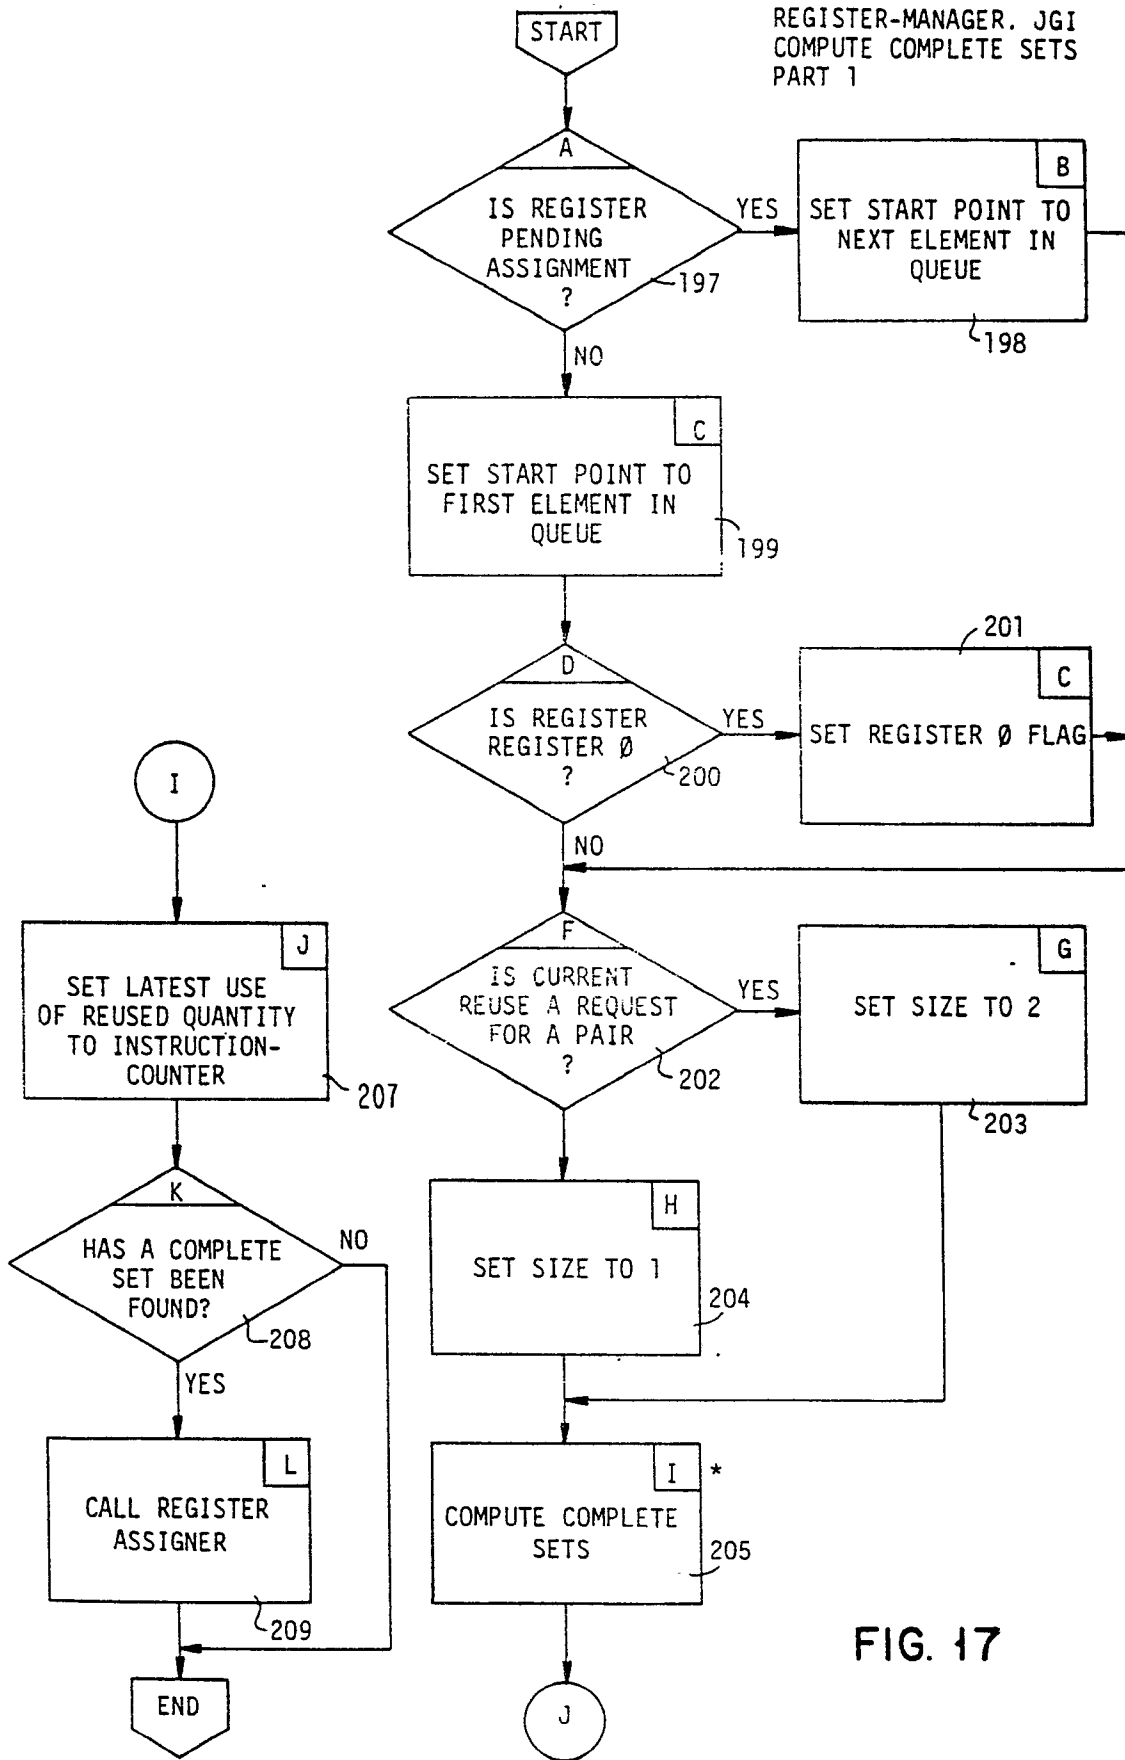 REGISTER-MANAGER. JGI
COMPUTE COMPLETE SETS
PART 1
START
A
IS REGISTER
PENDING
ASSIGNMENT
?
197
YES
B
SET START POINT TO
NEXT ELEMENT IN
QUEUE
198
NO
C
SET START POINT TO
FIRST ELEMENT IN
QUEUE
199
D
IS REGISTER
REGISTER Ø
?
200
YES
201
C
SET REGISTER Ø FLAG
NO
F
IS CURRENT
REUSE A REQUEST
FOR A PAIR
?
202
YES
G
SET SIZE TO 2
203
H
SET SIZE TO 1
204
I *
COMPUTE COMPLETE
SETS
205
J
I
J
SET LATEST USE
OF REUSED QUANTITY
TO INSTRUCTION-
COUNTER
207
K
HAS A COMPLETE
SET BEEN
FOUND?
208
NO
YES
L
CALL REGISTER
ASSIGNER
209
END
FIG. 17